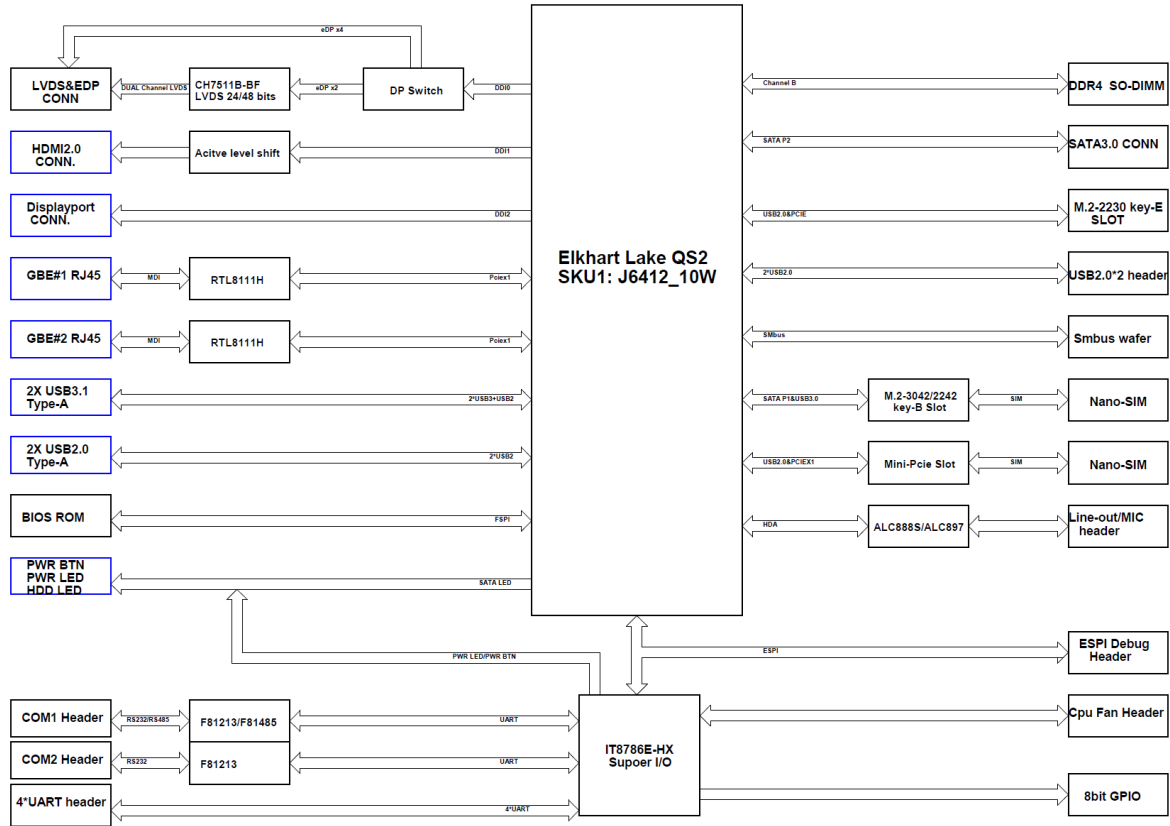 eDP x4
LVDS&EDP
CONN
DUAL Channel LVDS
CH7511B-BF
LVDS 24/48 bits
eDP x2
DP Switch
DDI0
HDMI2.0
CONN.
Acitve level shift
DDI1
Displayport
CONN.
DDI2
GBE#1 RJ45
MDI
RTL8111H
Pciex1
GBE#2 RJ45
MDI
RTL8111H
Pciex1
2X USB3.1
Type-A
2*USB3+USB2
2X USB2.0
Type-A
2*USB2
BIOS ROM
FSPI
PWR BTN
PWR LED
HDD LED
SATA LED
PWR LED/PWR BTN
Elkhart Lake QS2
SKU1: J6412_10W
Channel B
DDR4 SO-DIMM
SATA P2
SATA3.0 CONN
USB2.0&PCIE
M.2-2230 key-E
SLOT
2*USB2.0
USB2.0*2 header
SMbus
Smbus wafer
SATA P1&USB3.0
M.2-3042/2242
key-B Slot
SIM
Nano-SIM
USB2.0&PCIEX1
Mini-Pcie Slot
SIM
Nano-SIM
HDA
ALC888S/ALC897
Line-out/MIC
header
ESPI
ESPI Debug
Header
COM1 Header
RS232/RS485
F81213/F81485
UART
COM2 Header
RS232
F81213
UART
4*UART header
4*UART
IT8786E-HX
Supoer I/O
Cpu Fan Header
8bit GPIO